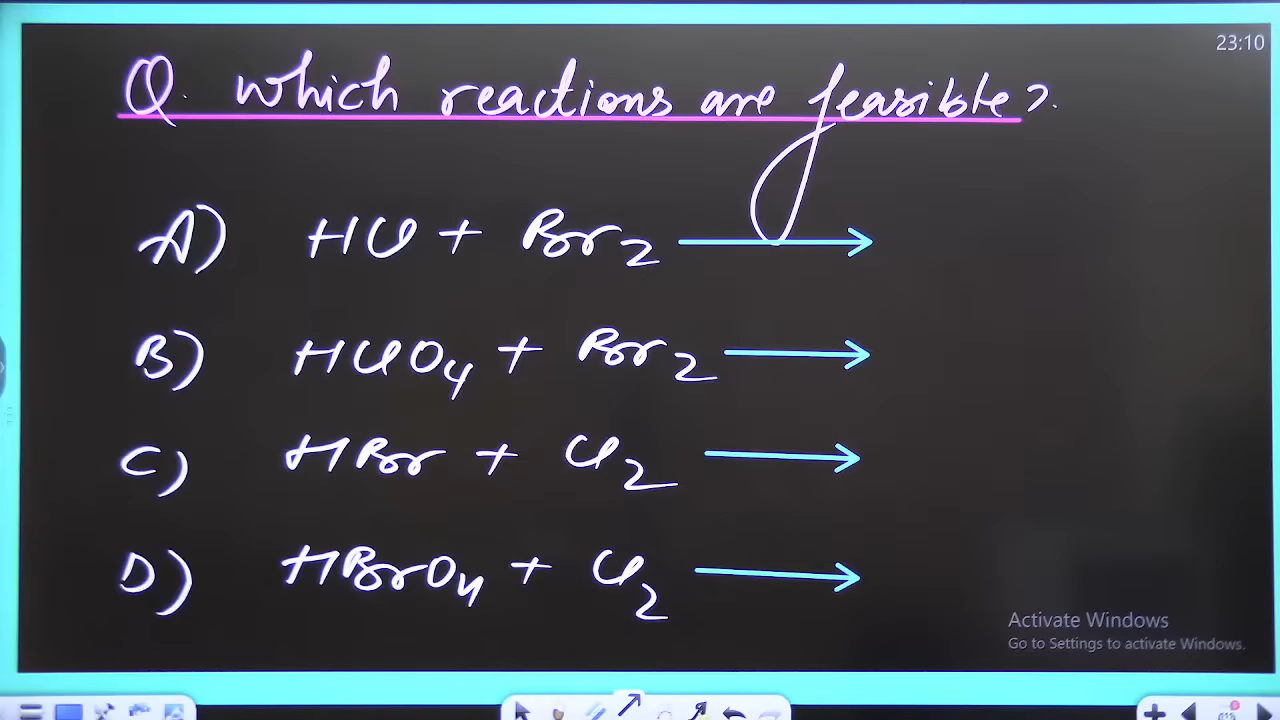 23:10
Q. which reactions are feasible?
A) HCl + Br2 ⟶
B) HClO4 + Br2 ⟶
C) HBr + Cl2 ⟶
D) HBrO4 + Cl2 ⟶
Activate Windows
Go to Settings to activate Windows.